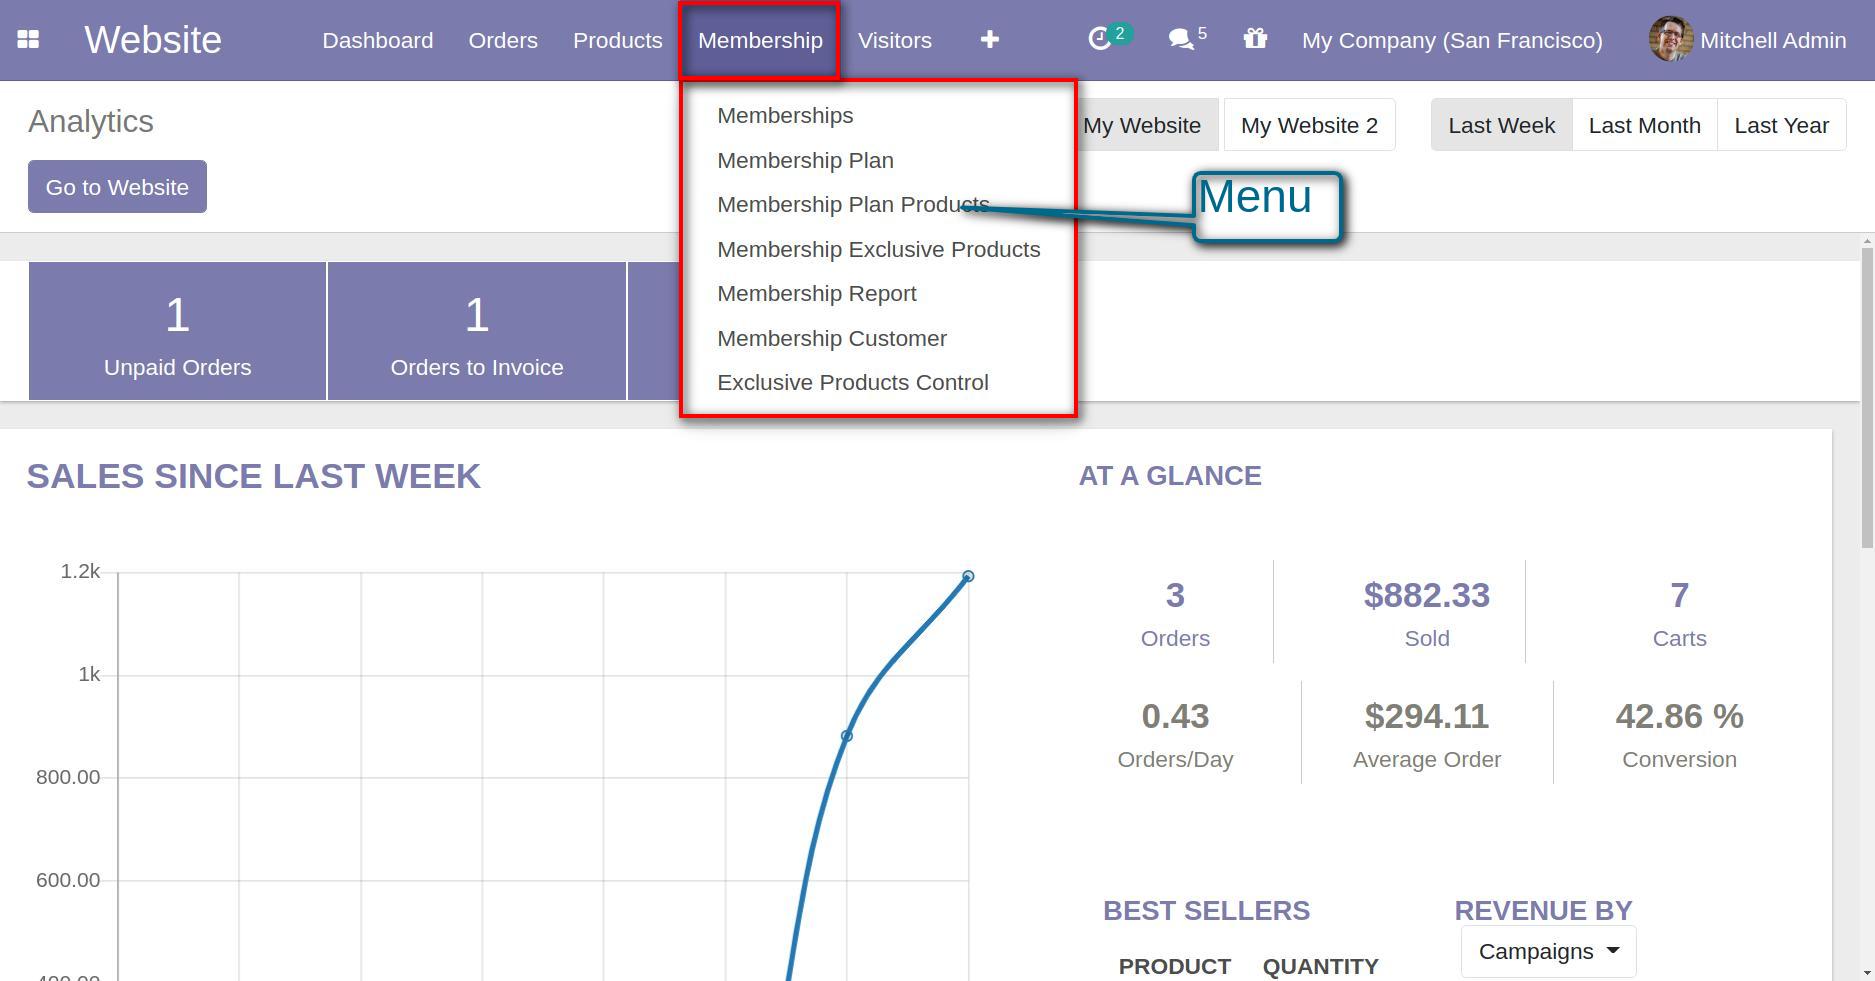 Website
Dashboard
Orders
Products
Membership
Visitors
2
5
My Company (San Francisco)
Mitchell Admin
Analytics
Go to Website
Memberships
Membership Plan
Membership Plan Products
Membership Exclusive Products
Membership Report
Membership Customer
Exclusive Products Control
My Website
My Website 2
Last Week
Last Month
Last Year
Menu
1
Unpaid Orders
1
Orders to Invoice
SALES SINCE LAST WEEK
1.2k
1k
800.00
600.00
400.00
AT A GLANCE
3
Orders
$882.33
Sold
7
Carts
0.43
Orders/Day
$294.11
Average Order
42.86 %
Conversion
BEST SELLERS
PRODUCT QUANTITY
REVENUE BY
Campaigns